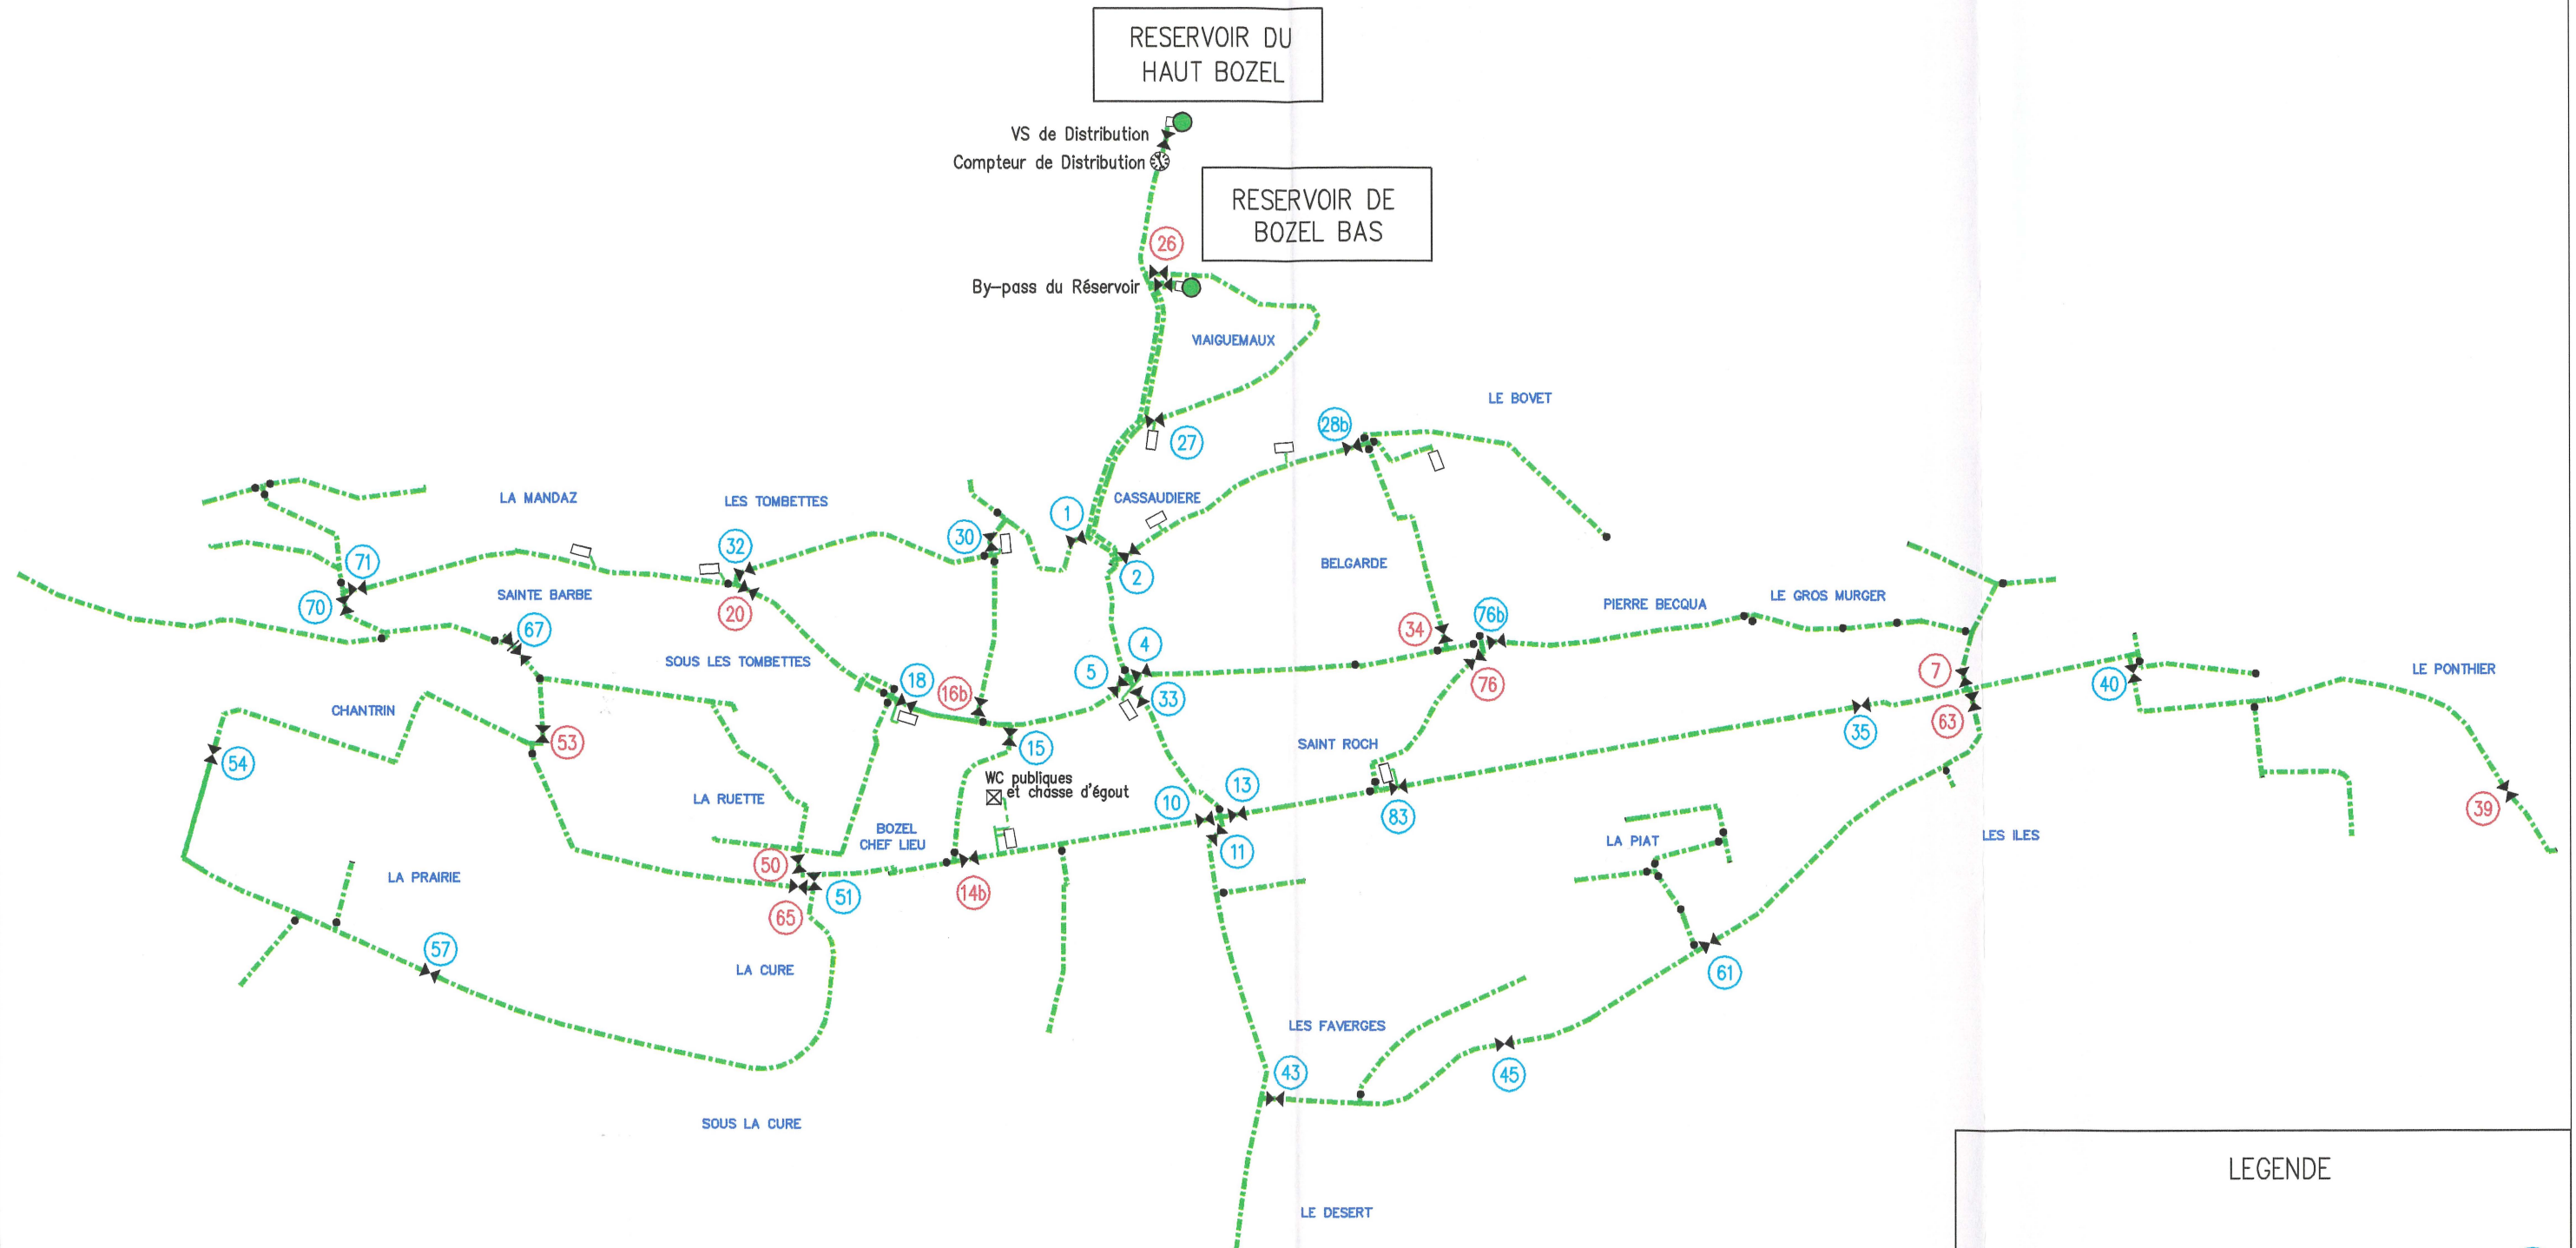 RESERVOIR DU
HAUT BOZEL
VS de Distribution
Compteur de Distribution
RESERVOIR DE
BOZEL BAS
26
By-pass du Réservoir
VIAIGUEMAUX
LE BOVET
28b
27
LA MANDAZ
LES TOMBETTES
CASSAUDIERE
1
30
32
71
2
BELGARDE
70
SAINTE BARBE
20
67
PIERRE BECQUA
LE GROS MURGER
76b
34
4
SOUS LES TOMBETTES
5
18
16b
33
76
7
40
LE PONTHIER
CHANTRIN
53
15
SAINT ROCH
35
63
54
WC publiques
et chasse d'égout
LA RUETTE
10
13
83
39
BOZEL
CHEF LIEU
11
LA PIAT
LES ILES
50
LA PRAIRIE
65
51
14b
57
LA CURE
61
LES FAVERGES
43
45
SOUS LA CURE
LEGENDE
LE DESERT